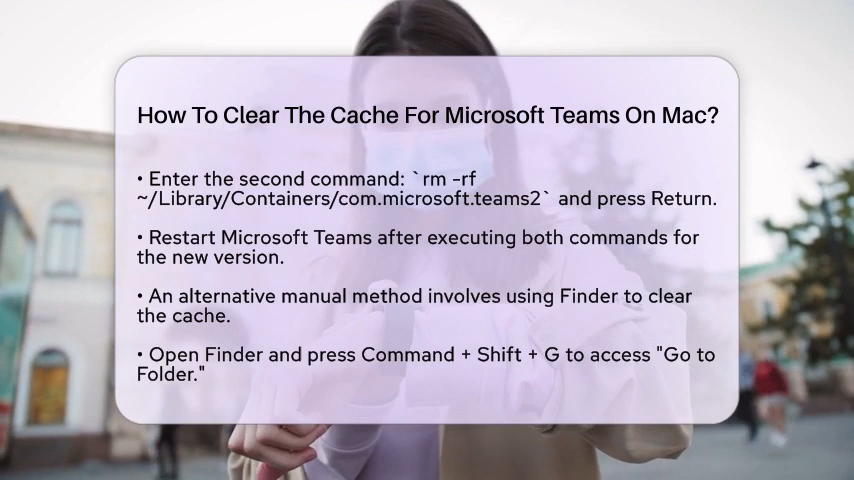 How To Clear The Cache For Microsoft Teams On Mac?
• Enter the second command: `rm -rf
~/Library/Containers/com.microsoft.teams2` and press Return.
• Restart Microsoft Teams after executing both commands for
the new version.
• An alternative manual method involves using Finder to clear
the cache.
• Open Finder and press Command + Shift + G to access "Go to
Folder."